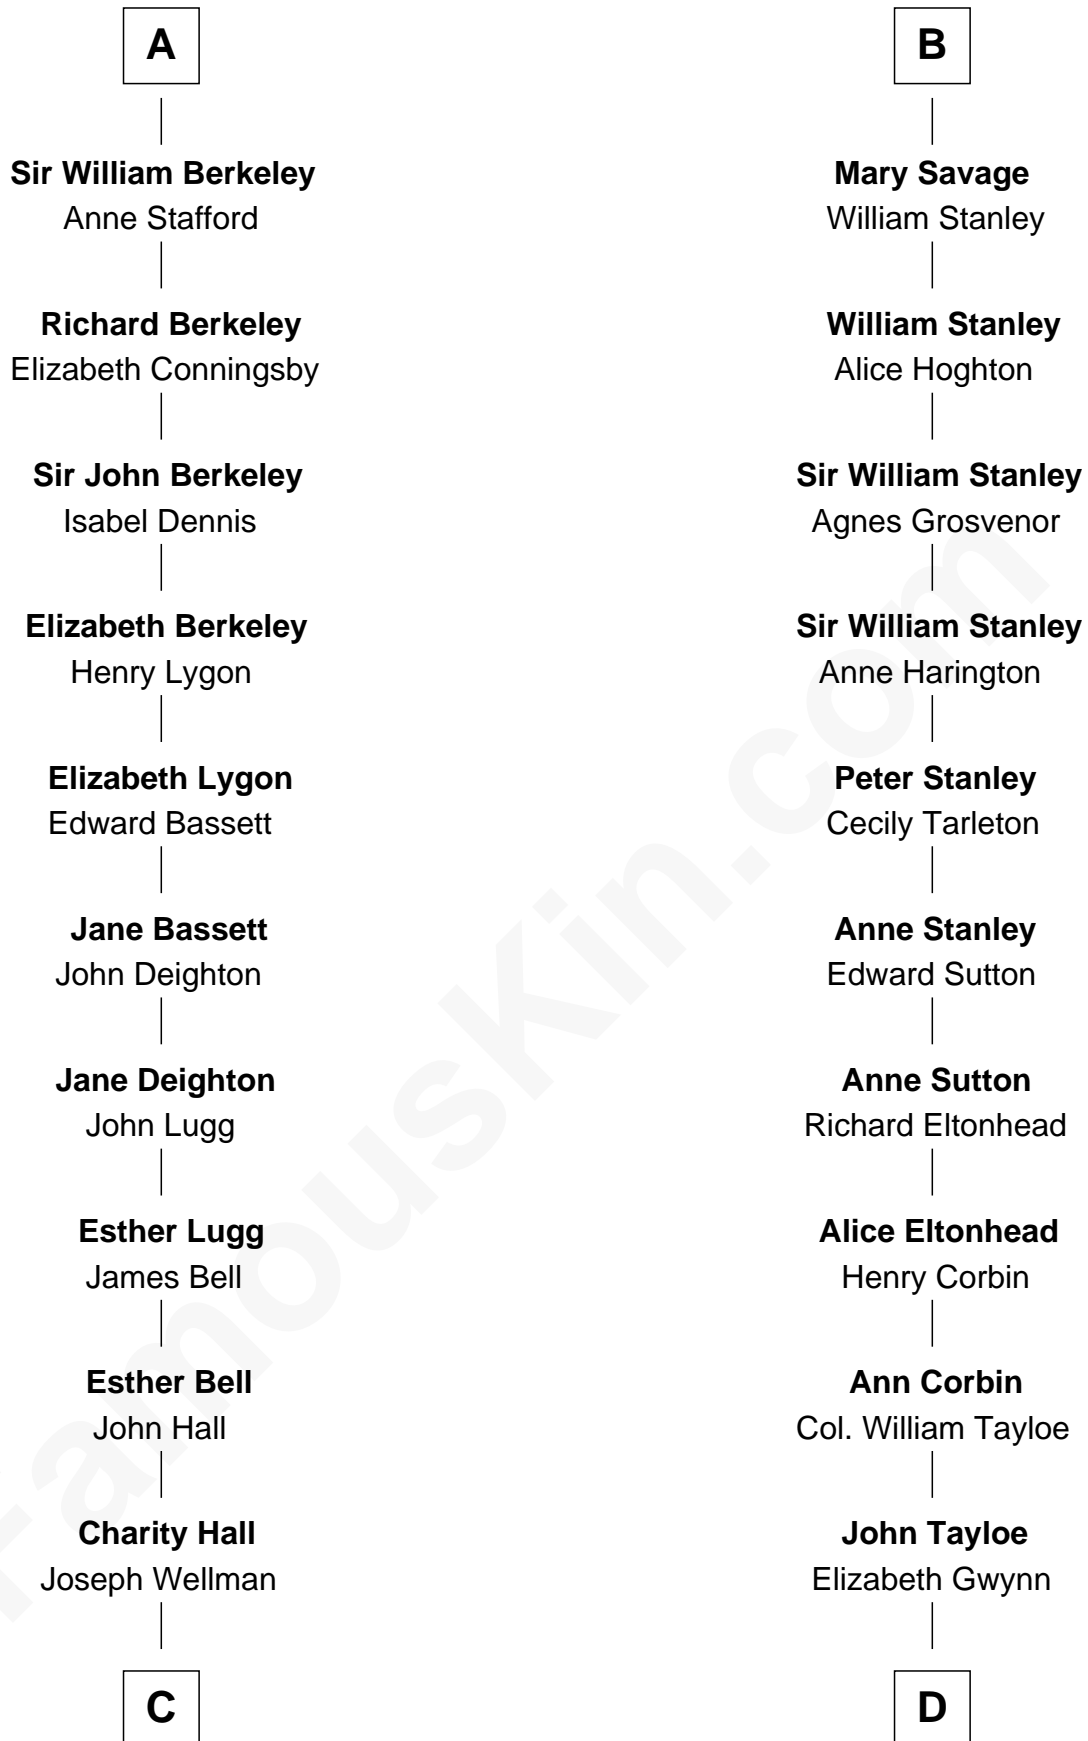 A
Sir William Berkeley
Anne Stafford
Richard Berkeley
Elizabeth Conningsby
Sir John Berkeley
Isabel Dennis
Elizabeth Berkeley
Henry Lygon
Elizabeth Lygon
Edward Bassett
Jane Bassett
John Deighton
Jane Deighton
John Lugg
Esther Lugg
James Bell
Esther Bell
John Hall
Charity Hall
Joseph Wellman
C
B
Mary Savage
William Stanley
William Stanley
Alice Hoghton
Sir William Stanley
Agnes Grosvenor
Sir William Stanley
Anne Harington
Peter Stanley
Cecily Tarleton
Anne Stanley
Edward Sutton
Anne Sutton
Richard Eltonhead
Alice Eltonhead
Henry Corbin
Ann Corbin
Col. William Tayloe
John Tayloe
Elizabeth Gwynn
D
FamousKin.com